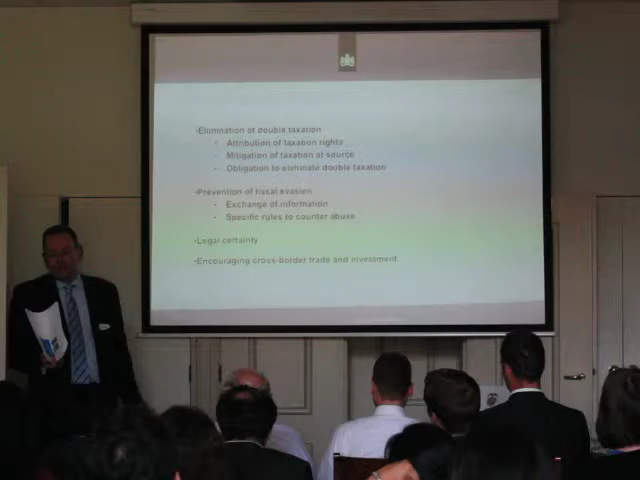 •Elimination of double taxation
• Attribution of taxation rights
• Mitigation of taxation at source
• Obligation to eliminate double taxation
•Prevention of fiscal evasion
• Exchange of information
• Specific rules to counter abuse
•Legal certainty
•Encouraging cross-border trade and investment